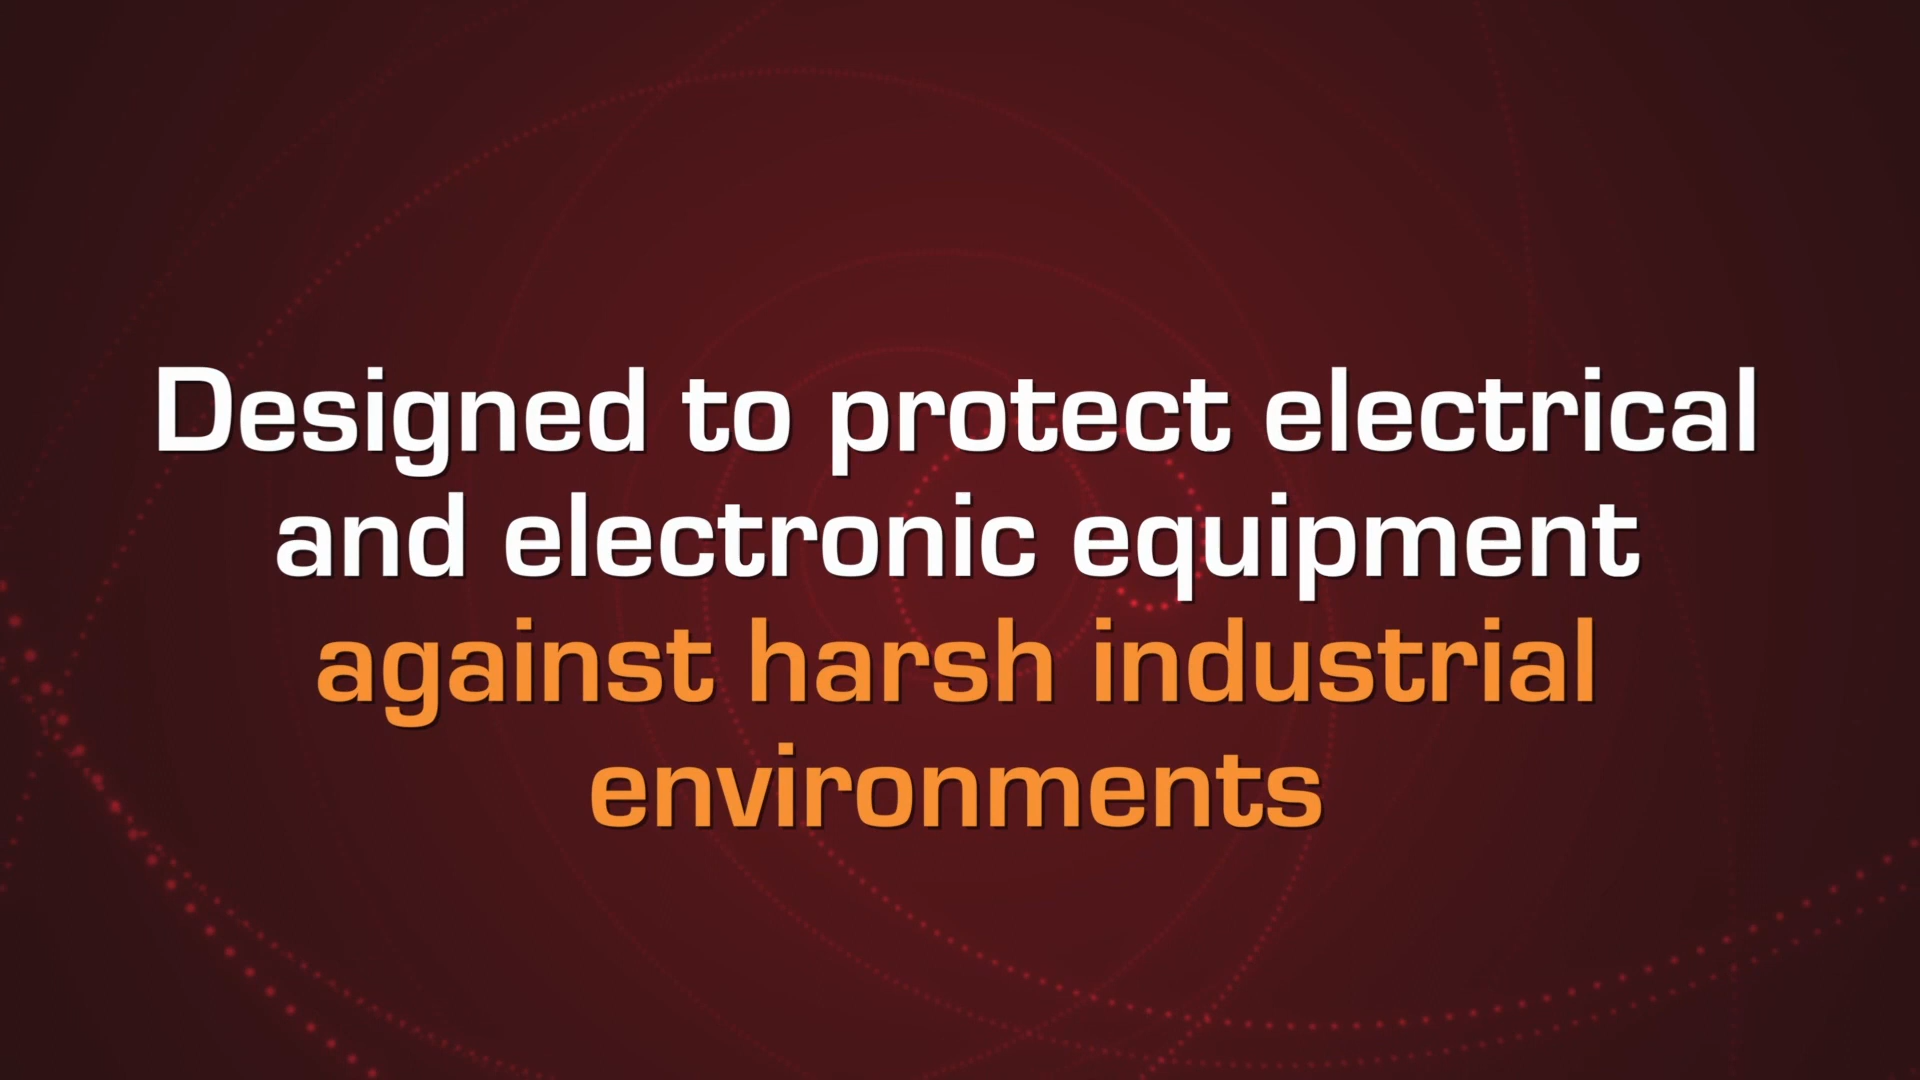 Designed to protect electrical
and electronic equipment
against harsh industrial
environments